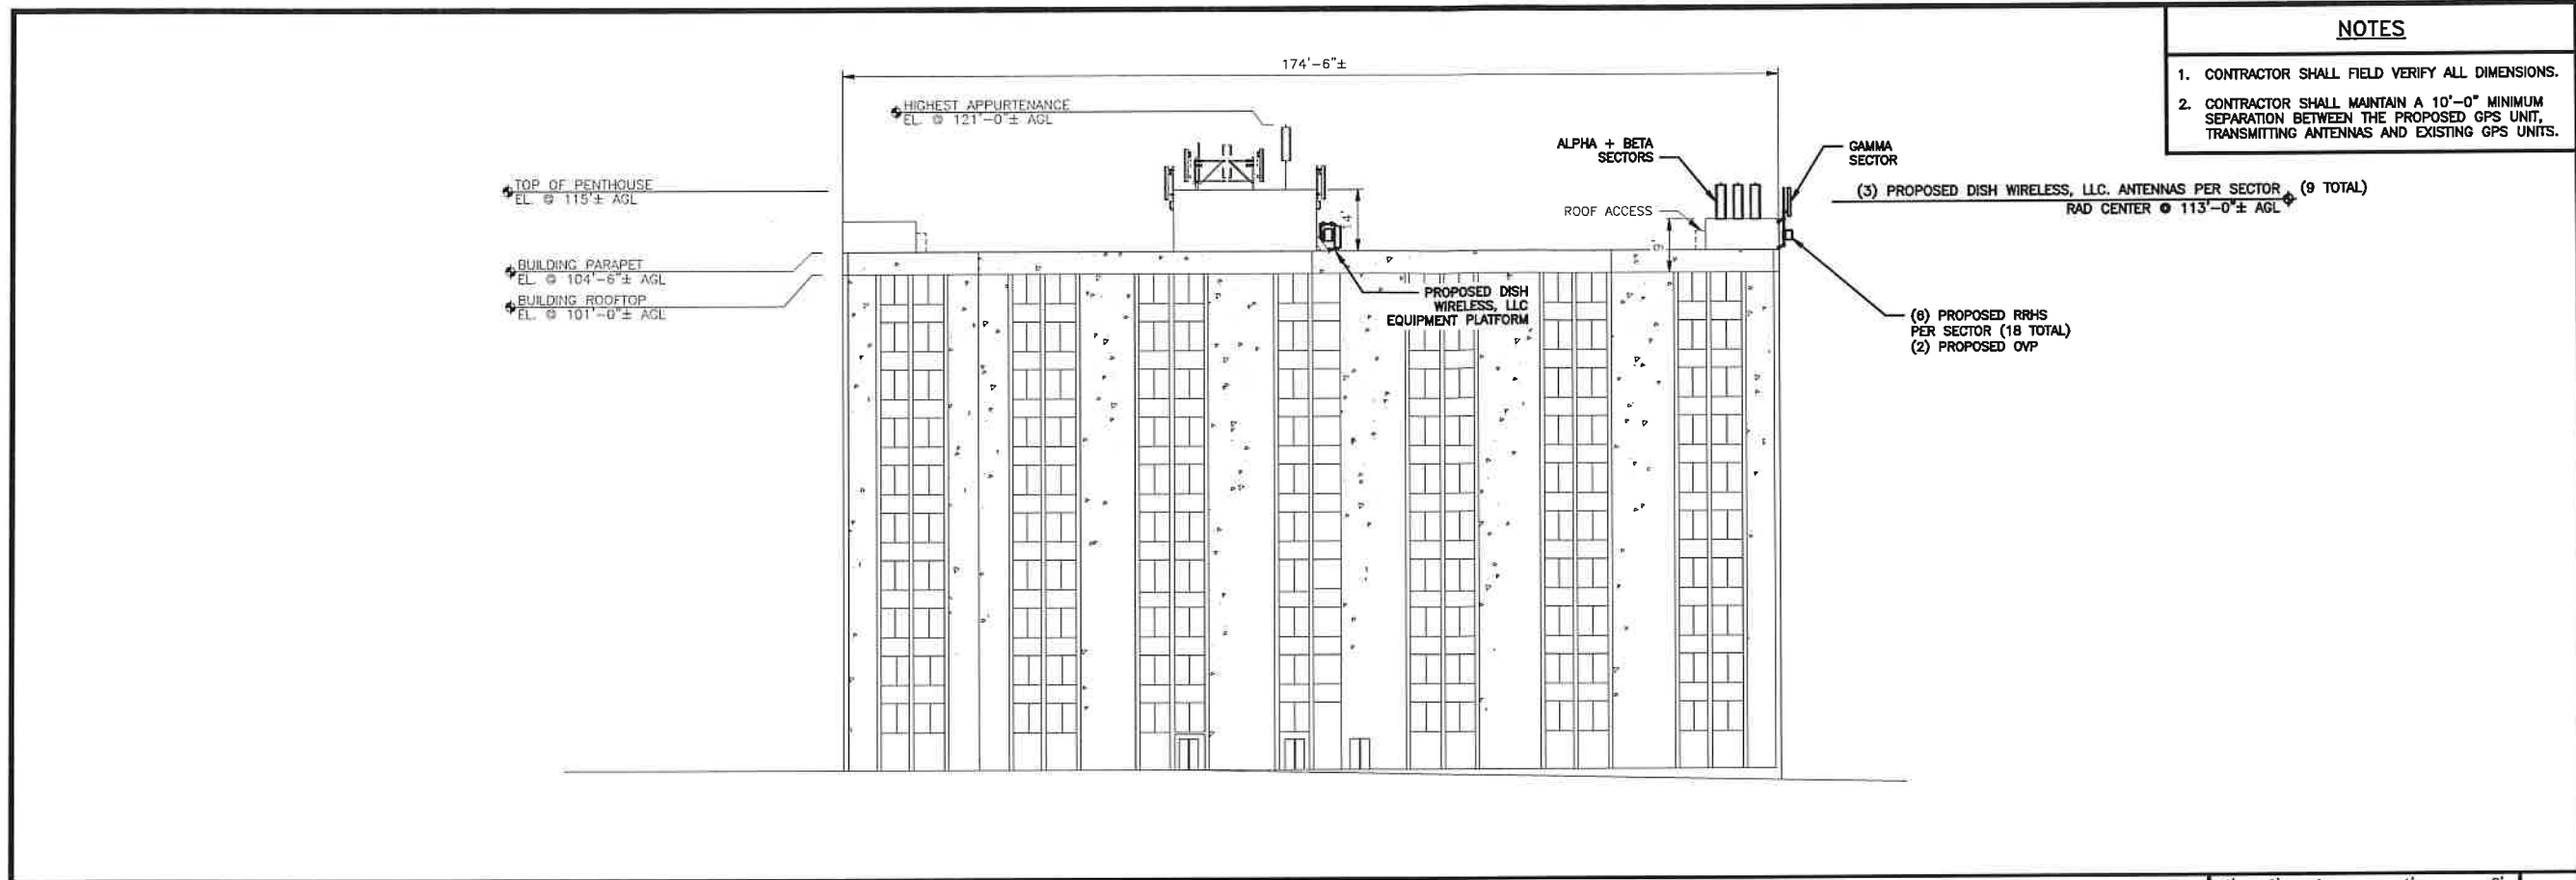 NOTES
1. CONTRACTOR SHALL FIELD VERIFY ALL DIMENSIONS.
2. CONTRACTOR SHALL MAINTAIN A 10'-0" MINIMUM
SEPARATION BETWEEN THE PROPOSED GPS UNIT,
TRANSMITTING ANTENNAS AND EXISTING GPS UNITS.
174'-6"±
HIGHEST APPURTENANCE
EL. @ 121'-0"± AGL
ALPHA + BETA
SECTORS
GAMMA
SECTOR
TOP OF PENTHOUSE
EL. @ 115'± AGL
(3) PROPOSED DISH WIRELESS, LLC. ANTENNAS PER SECTOR (9 TOTAL)
RAD CENTER @ 113'-0"± AGL
ROOF ACCESS
BUILDING PARAPET
EL. @ 104'-6"± AGL
BUILDING ROOFTOP
EL. @ 101'-0"± AGL
PROPOSED DISH
WIRELESS, LLC
EQUIPMENT PLATFORM
(6) PROPOSED RRHS
PER SECTOR (18 TOTAL)
(2) PROPOSED OVP